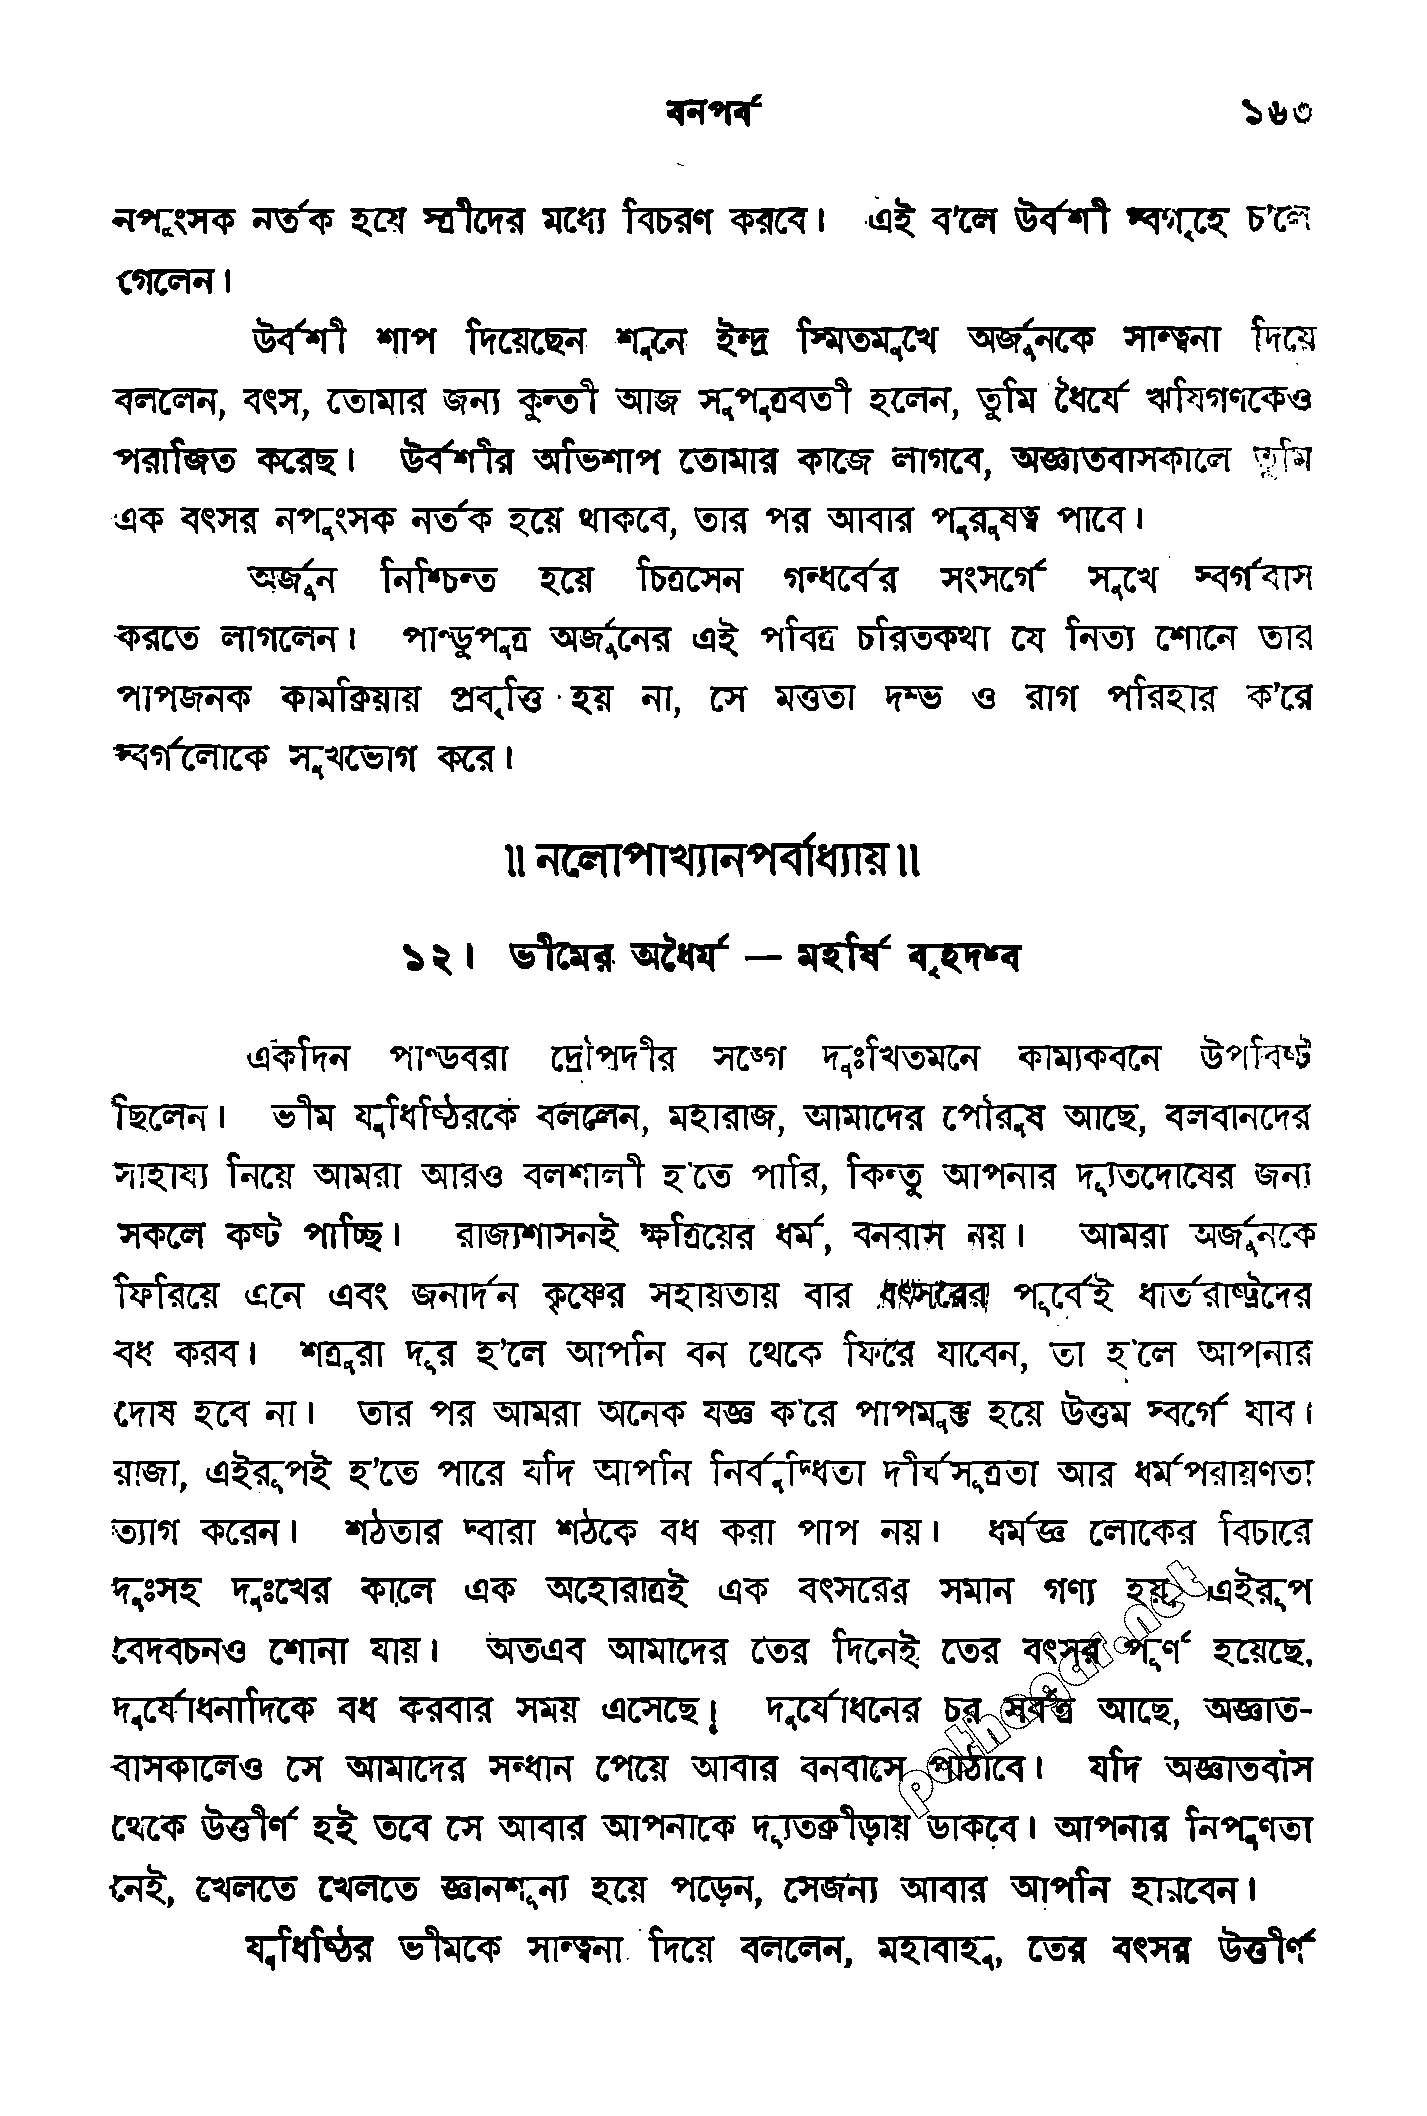 বনপর্ব ১৬৩
নপুংসক নর্তক হয়ে স্ত্রীদের মধ্যে বিচরণ করবে। এই ব'লে উর্বশী স্বগৃহে চ'লে
গেলেন।
উর্বশী শাপ দিয়েছেন শুনে ইন্দ্র স্মিতমুখে অর্জুনকে সান্ত্বনা দিয়ে
বললেন, বৎস, তোমার জন্য কুন্তী আজ সুপুত্রবতী হলেন, তুমি ধৈর্যে ঋষিগণকেও
পরাজিত করেছ। উর্বশীর অভিশাপ তোমার কাজে লাগবে, অজ্ঞাতবাসকালে তুমি
এক বৎসর নপুংসক নর্তক হয়ে থাকবে, তার পর আবার পুরুষত্ব পাবে।
অর্জুন নিশ্চিন্ত হয়ে চিত্রসেন গন্ধর্বের সংসর্গে সুখে স্বর্গবাস
করতে লাগলেন। পাণ্ডুপুত্র অর্জুনের এই পবিত্র চরিতকথা যে নিত্য শোনে তার
পাপজনক কামক্রিয়ায় প্রবৃত্তি হয় না, সে মত্ততা দম্ভ ও রাগ পরিহার ক'রে
স্বর্গলোকে সুখভোগ করে।
॥ নলোপাখ্যানপর্বাধ্যায় ॥
১২। ভীমের অধৈর্য — মহর্ষি বৃহদশ্ব
একদিন পাণ্ডবরা দ্রৌপদীর সঙ্গে দুঃখিতমনে কাম্যকবনে উপবিষ্ট
ছিলেন। ভীম যুধিষ্ঠিরকে বললেন, মহারাজ, আমাদের পৌরুষ আছে, বলবানদের
সাহায্য নিয়ে আমরা আরও বলশালী হ'তে পারি, কিন্তু আপনার দ্যূতদোষের জন্য
সকলে কষ্ট পাচ্ছি। রাজ্যশাসনই ক্ষত্রিয়ের ধর্ম, বনবাস নয়। আমরা অর্জুনকে
ফিরিয়ে এনে এবং জনার্দন কৃষ্ণের সহায়তায় বার বৎসরের পূর্বেই ধার্তরাষ্ট্রদের
বধ করব। শত্রুরা দূর হ'লে আপনি বন থেকে ফিরে যাবেন, তা হ'লে আপনার
দোষ হবে না। তার পর আমরা অনেক যজ্ঞ ক'রে পাপমুক্ত হয়ে উত্তম স্বর্গে যাব।
রাজা, এইরূপই হ'তে পারে যদি আপনি নির্বুদ্ধিতা দীর্ঘসূত্রতা আর ধর্মপরায়ণতা
ত্যাগ করেন। শঠতার দ্বারা শঠকে বধ করা পাপ নয়। ধর্মজ্ঞ লোকের বিচারে
দুঃসহ দুঃখের কালে এক অহোরাত্রই এক বৎসরের সমান গণ্য হয়, এইরূপ
বেদবচনও শোনা যায়। অতএব আমাদের তের দিনেই তের বৎসর পূর্ণ হয়েছে,
দুর্যোধনাদিকে বধ করবার সময় এসেছে। দুর্যোধনের চর সর্বত্র আছে, অজ্ঞাত-
বাসকালেও সে আমাদের সন্ধান পেয়ে আবার বনবাসে পাঠাবে। যদি অজ্ঞাতবাস
থেকে উত্তীর্ণ হই তবে সে আবার আপনাকে দ্যূতক্রীড়ায় ডাকবে। আপনার নিপুণতা
নেই, খেলতে খেলতে জ্ঞানশূন্য হয়ে পড়েন, সেজন্য আবার আপনি হারবেন।
যুধিষ্ঠির ভীমকে সান্ত্বনা দিয়ে বললেন, মহাবাহু, তের বৎসর উত্তীর্ণ
pathagar.net